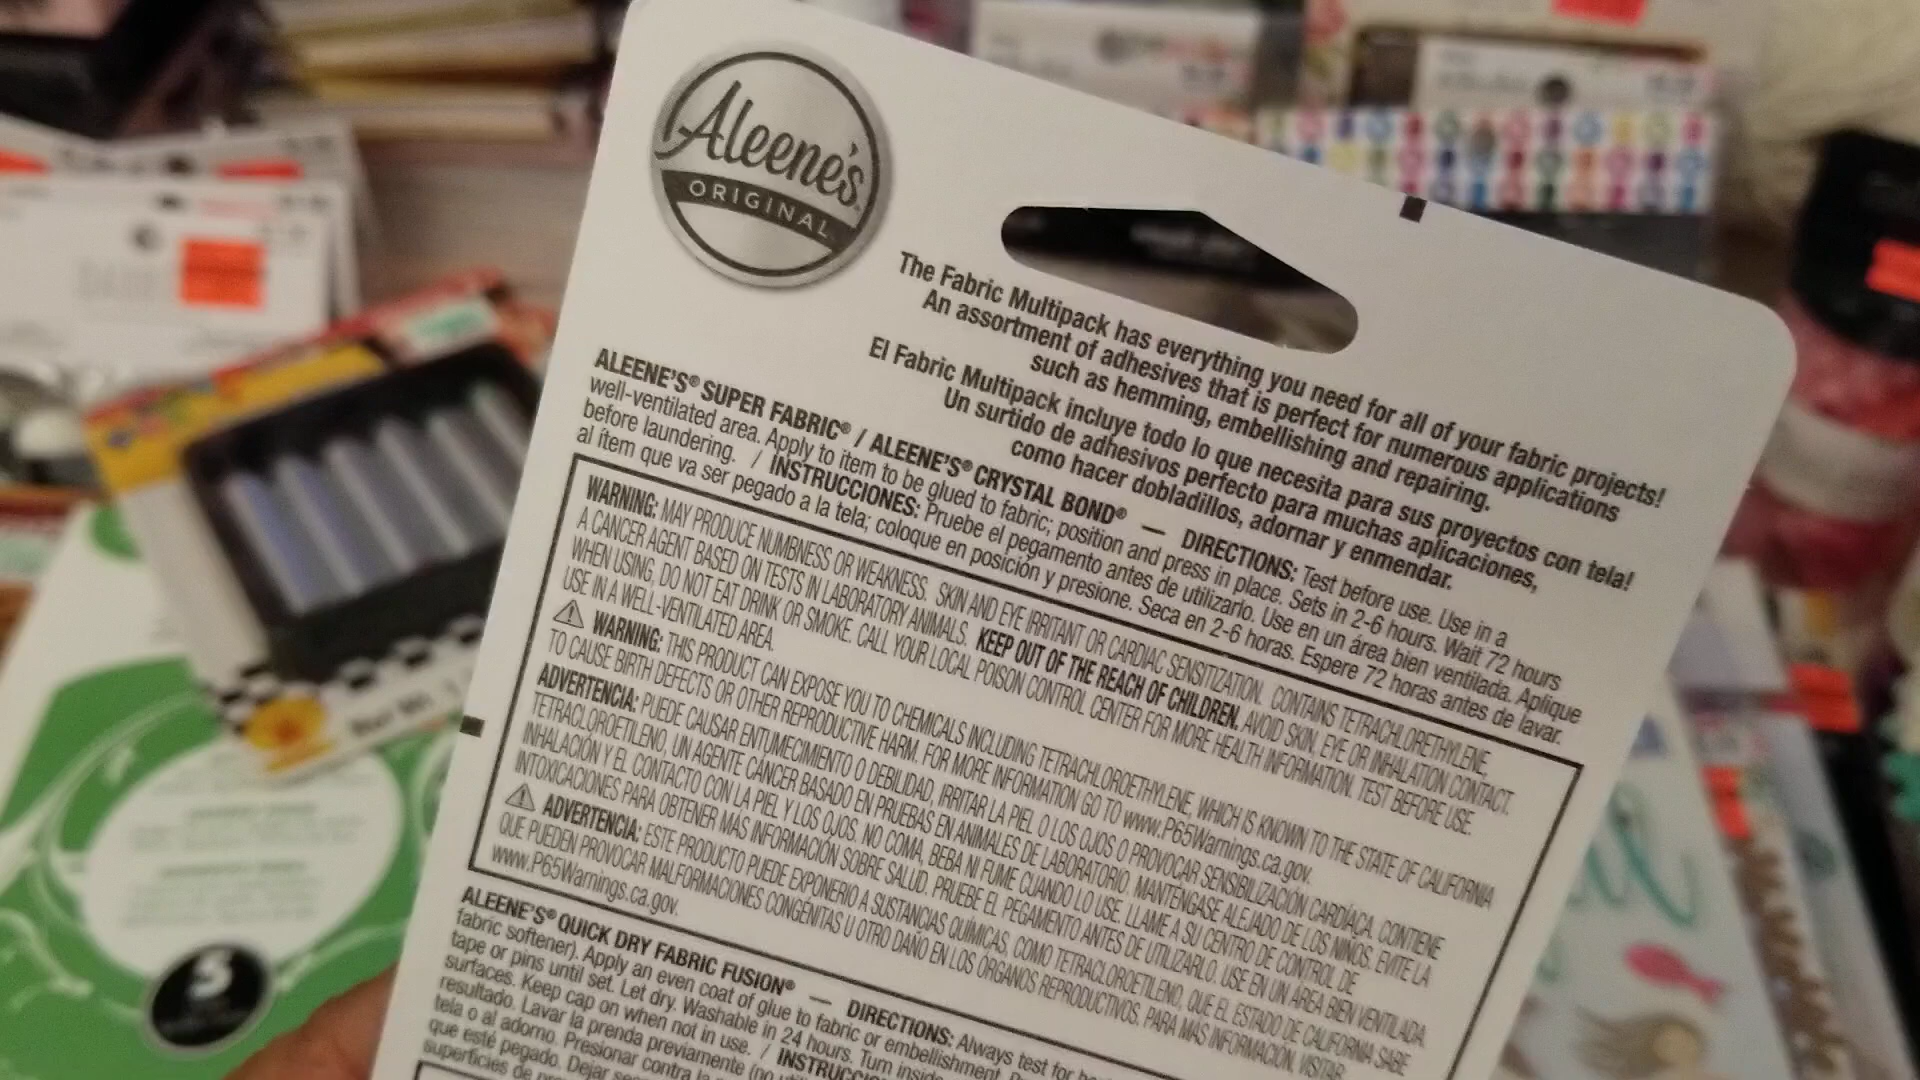 Aleene's
ORIGINAL
The Fabric Multipack has everything you need for all of your fabric projects!
An assortment of adhesives that is perfect for numerous applications
such as hemming, embellishing and repairing.
El Fabric Multipack incluye todo lo que necesita para sus proyectos con tela!
Un surtido de adhesivos perfecto para muchas aplicaciones,
como hacer dobladillos, adornar y enmendar.
ALEENE'S® SUPER FABRIC® / ALEENE'S® CRYSTAL BOND® — DIRECTIONS: Test before use. Use in a
well-ventilated area. Apply to item to be glued to fabric; position and press in place. Sets in 2-6 hours. Wait 72 hours
before laundering. / INSTRUCCIONES: Pruebe el pegamento antes de utilizarlo. Use en un área bien ventilada. Aplique
al ítem que va ser pegado a la tela; coloque en posición y presione. Seca en 2-6 horas. Espere 72 horas antes de lavar.
WARNING: MAY PRODUCE NUMBNESS OR WEAKNESS. SKIN AND EYE IRRITANT OR CARDIAC SENSITIZATION. CONTAINS TETRACHLORETHYLENE,
A CANCER AGENT BASED ON TESTS IN LABORATORY ANIMALS. KEEP OUT OF THE REACH OF CHILDREN. AVOID SKIN, EYE OR INHALATION CONTACT.
WHEN USING, DO NOT EAT DRINK OR SMOKE. CALL YOUR LOCAL POISON CONTROL CENTER FOR MORE HEALTH INFORMATION. TEST BEFORE USE.
USE IN A WELL-VENTILATED AREA.
WARNING: THIS PRODUCT CAN EXPOSE YOU TO CHEMICALS INCLUDING TETRACHLOROETHYLENE, WHICH IS KNOWN TO THE STATE OF CALIFORNIA
TO CAUSE BIRTH DEFECTS OR OTHER REPRODUCTIVE HARM. FOR MORE INFORMATION GO TO www.P65Warnings.ca.gov.
ADVERTENCIA: PUEDE CAUSAR ENTUMECIMIENTO O DEBILIDAD, IRRITAR LA PIEL O LOS OJOS O PROVOCAR SENSIBILIZACIÓN CARDÍACA. CONTIENE
TETRACLOROETILENO, UN AGENTE CÁNCER BASADO EN PRUEBAS EN ANIMALES DE LABORATORIO. MANTÉNGASE ALEJADO DE LOS NIÑOS. EVITE LA
INHALACIÓN Y EL CONTACTO CON LA PIEL Y LOS OJOS. NO COMA, BEBA NI FUME CUANDO LO USE. LLAME A SU CENTRO DE CONTROL DE
INTOXICACIONES PARA OBTENER MÁS INFORMACIÓN SOBRE SALUD. PRUEBE EL PEGAMENTO ANTES DE UTILIZARLO. USE EN UN ÁREA BIEN VENTILADA.
ADVERTENCIA: ESTE PRODUCTO PUEDE EXPONERLO A SUSTANCIAS QUÍMICAS, COMO TETRACLOROETILENO, QUE EL ESTADO DE CALIFORNIA SABE
QUE PUEDEN PROVOCAR MALFORMACIONES CONGÉNITAS U OTRO DAÑO EN LOS ÓRGANOS REPRODUCTIVOS. PARA MÁS INFORMACIÓN, VISITAR
www.P65Warnings.ca.gov.
ALEENE'S® QUICK DRY FABRIC FUSION® — DIRECTIONS: Always test for
fabric softener). Apply an even coat of glue to fabric or embellishment.
tape or pins until set. Let dry. Washable in 24 hours. Turn inside
surfaces. Keep cap on when not in use. /
resultado. Lavar la prenda previamente (no
tela o al adorno. Presionar contra la
que esté pegado. Dejar
superficies de